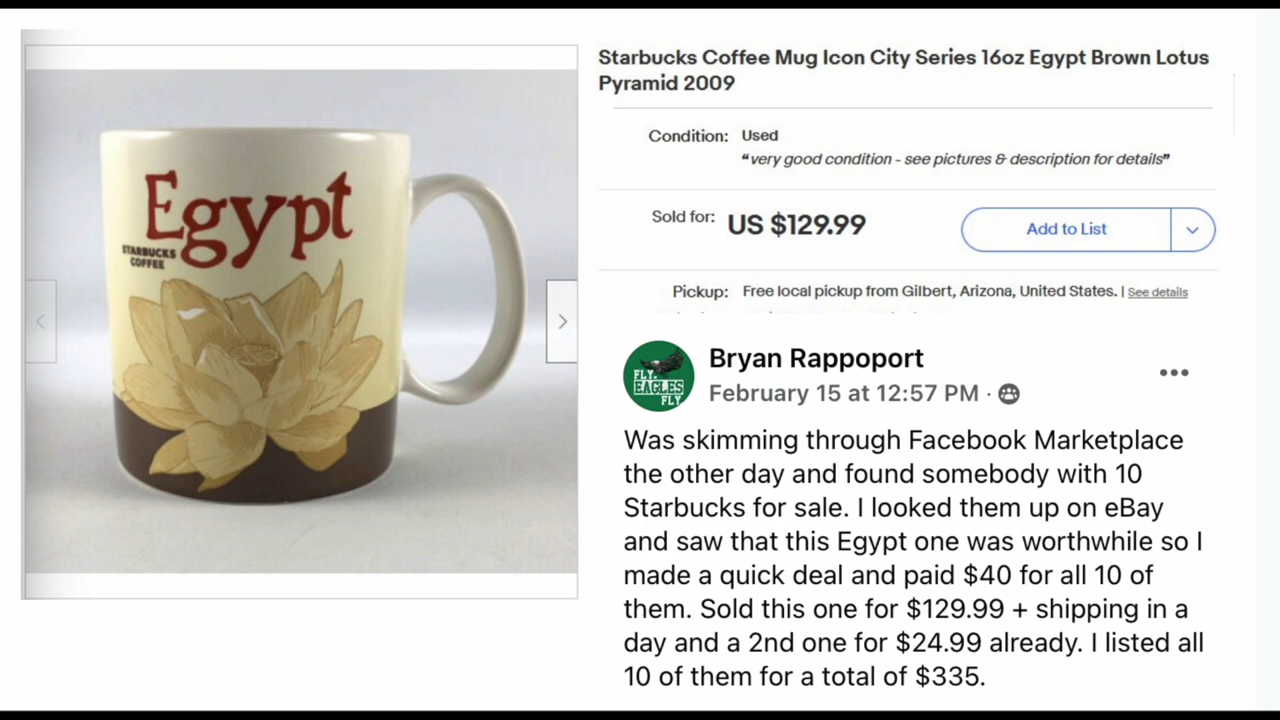 Egypt
STARBUCKS
COFFEE
Starbucks Coffee Mug Icon City Series 16oz Egypt Brown Lotus
Pyramid 2009
Condition: Used
“very good condition - see pictures & description for details”
Sold for: US $129.99
Add to List
Pickup: Free local pickup from Gilbert, Arizona, United States. | See details
FLY.
EAGLES
FLY
Bryan Rappoport
February 15 at 12:57 PM ·
Was skimming through Facebook Marketplace
the other day and found somebody with 10
Starbucks for sale. I looked them up on eBay
and saw that this Egypt one was worthwhile so I
made a quick deal and paid $40 for all 10 of
them. Sold this one for $129.99 + shipping in a
day and a 2nd one for $24.99 already. I listed all
10 of them for a total of $335.